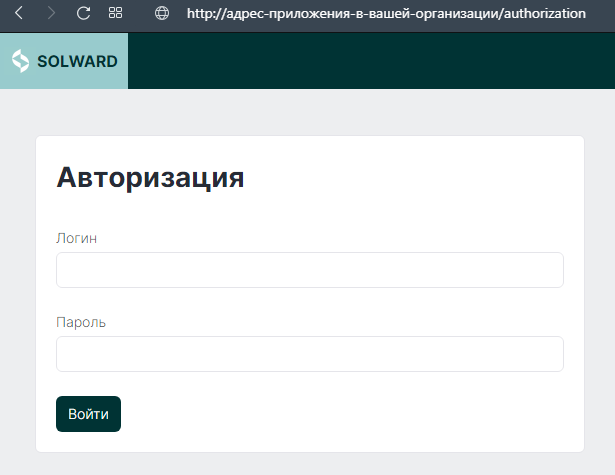 http://адрес-приложения-в-вашей-организации/authorization
SOLWARD
Авторизация
Логин
Пароль
Войти